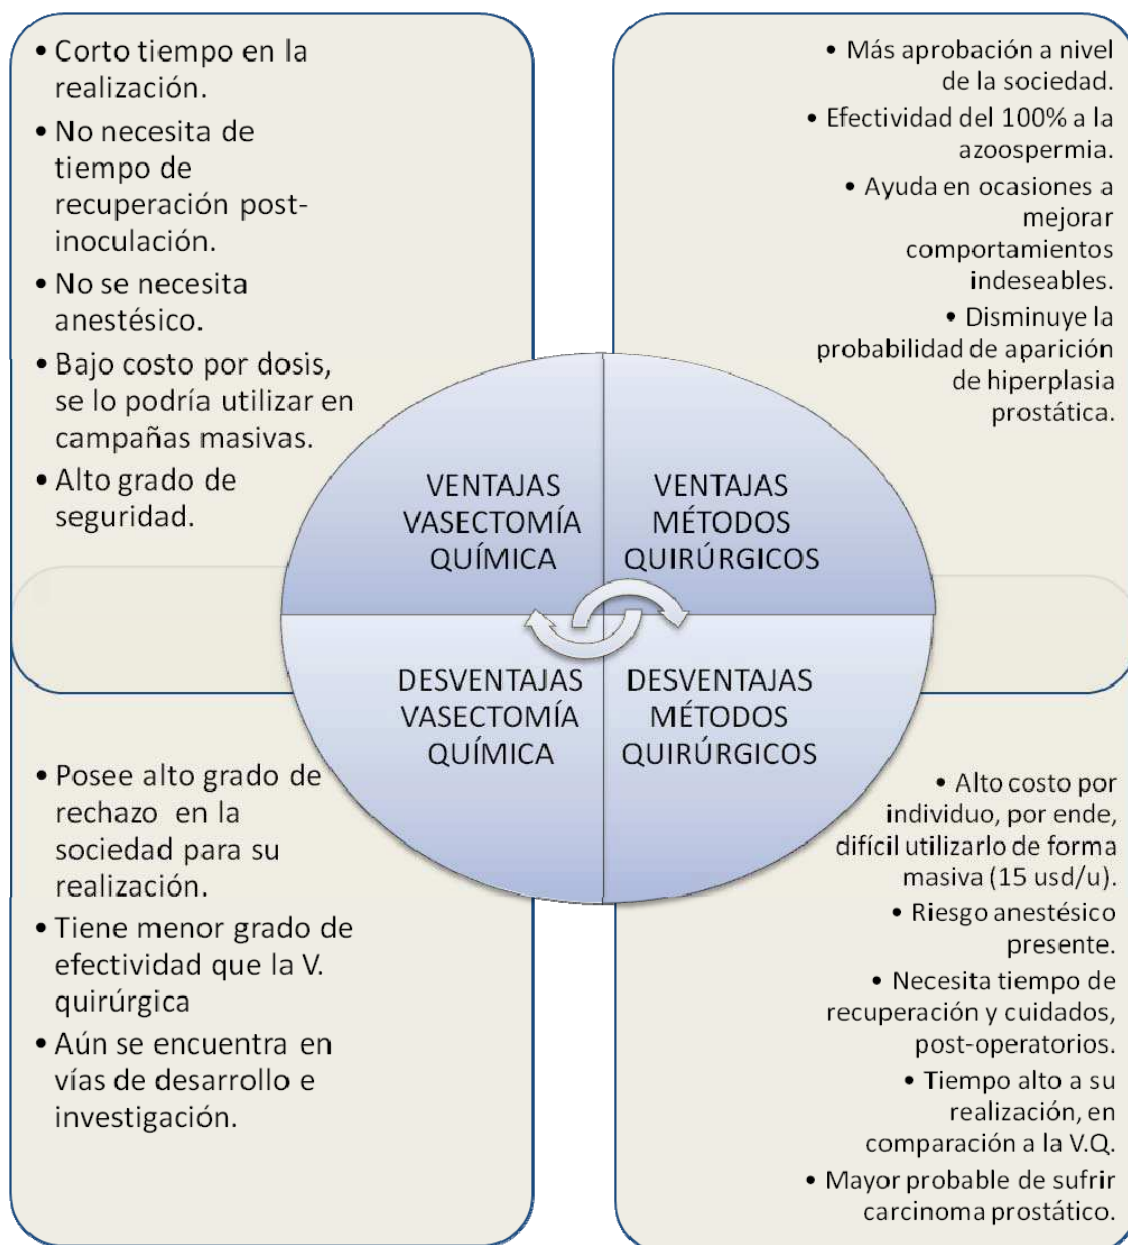 • Corto tiempo en la
realización.
• No necesita de
tiempo de
recuperación post-
inoculación.
• No se necesita
anestésico.
• Bajo costo por dosis,
se lo podría utilizar en
campañas masivas.
• Alto grado de
seguridad.
• Más aprobación a nivel
de la sociedad.
• Efectividad del 100% a la
azoospermia.
• Ayuda en ocasiones a
mejorar
comportamientos
indeseables.
• Disminuye la
probabilidad de aparición
de hiperplasia
prostática.
VENTAJAS
VASECTOMÍA
QUÍMICA
VENTAJAS
MÉTODOS
QUIRÚRGICOS
DESVENTAJAS
VASECTOMÍA
QUÍMICA
DESVENTAJAS
MÉTODOS
QUIRÚRGICOS
• Posee alto grado de
rechazo en la
sociedad para su
realización.
• Tiene menor grado de
efectividad que la V.
quirúrgica
• Aún se encuentra en
vías de desarrollo e
investigación.
• Alto costo por
individuo, por ende,
difícil utilizarlo de forma
masiva (15 usd/u).
• Riesgo anestésico
presente.
• Necesita tiempo de
recuperación y cuidados,
post-operatorios.
• Tiempo alto a su
realización, en
comparación a la V.Q.
• Mayor probable de sufrir
carcinoma prostático.